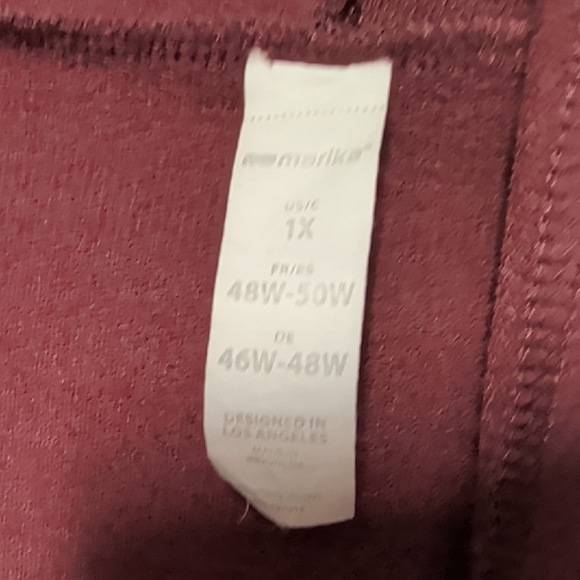 marika
US/C
1X
FR/ES
48W-50W
DE
46W-48W
DESIGNED IN
LOS ANGELES